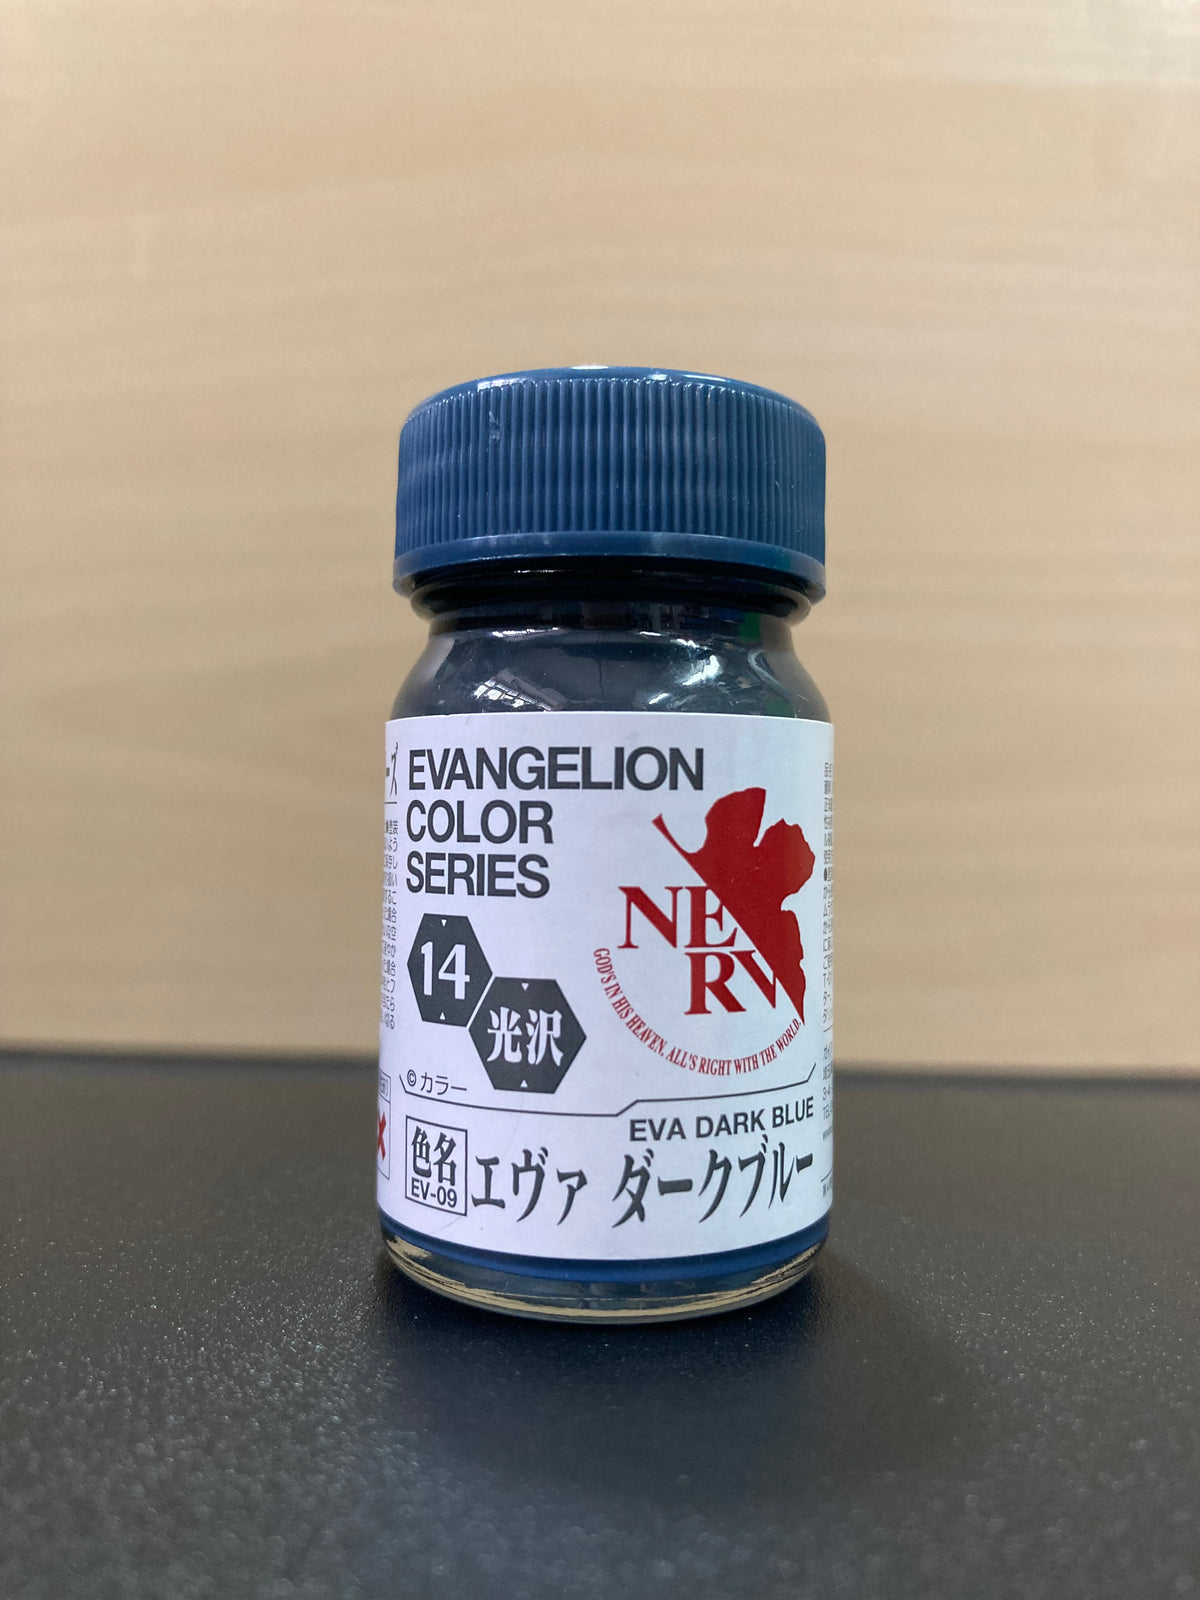 EVANGELION
COLOR
SERIES
14
光沢
NERV
GOD'S IN HIS HEAVEN. ALL'S RIGHT WITH THE WORLD.
© カラー
EVA DARK BLUE
色名
EV-09
エヴァ ダークブルー